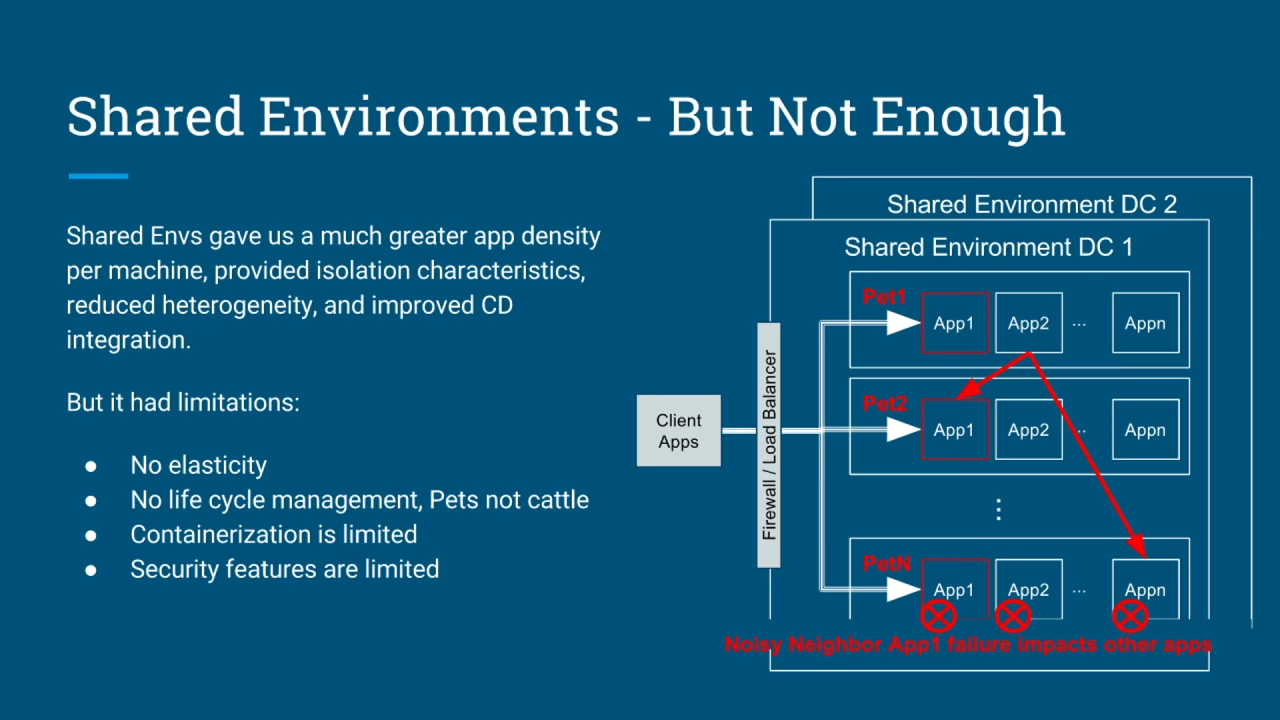 Shared Environments - But Not Enough
Shared Envs gave us a much greater app density
per machine, provided isolation characteristics,
reduced heterogeneity, and improved CD
integration.
But it had limitations:
● No elasticity
● No life cycle management, Pets not cattle
● Containerization is limited
● Security features are limited
Shared Environment DC 2
Shared Environment DC 1
Client
Apps
Firewall / Load Balancer
Pet1
App1 App2 ... Appn
Pet2
App1 App2 ... Appn
⋮
PetN
App1 App2 ... Appn
Noisy Neighbor App1 failure impacts other apps